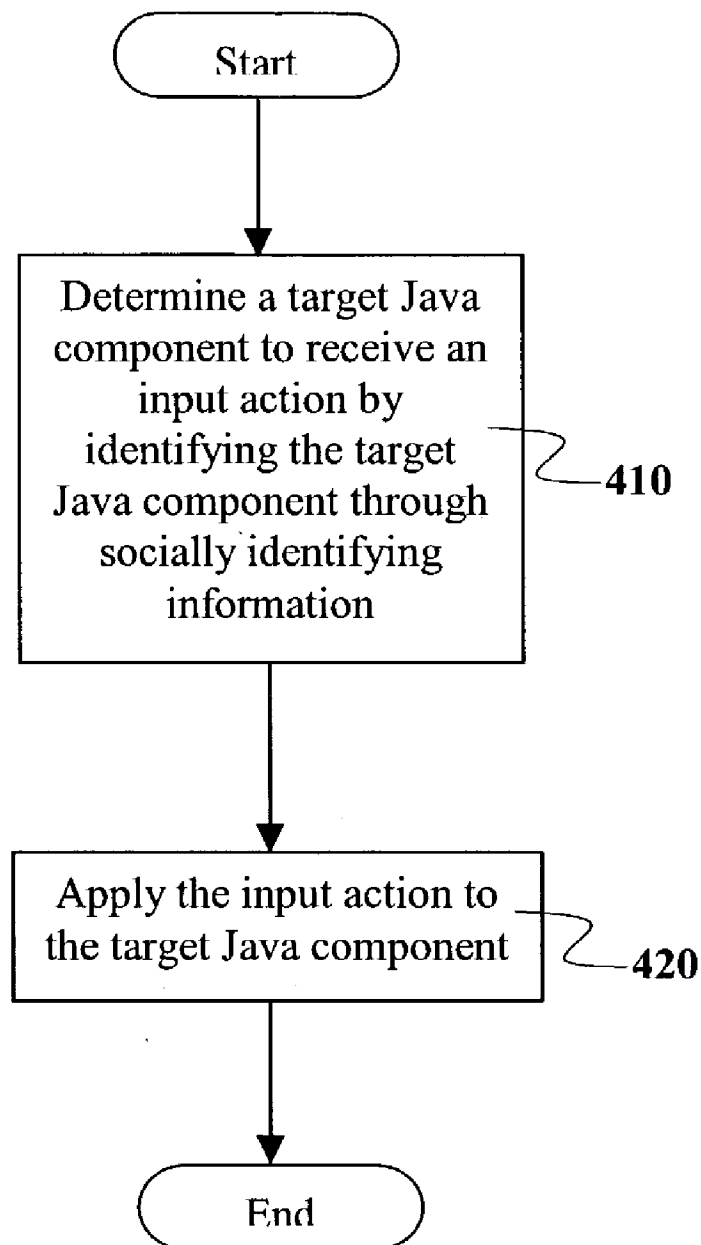 Start
Determine a target Java
component to receive an
input action by
identifying the target
Java component through
socially identifying
information
410
Apply the input action to
the target Java component
420
End